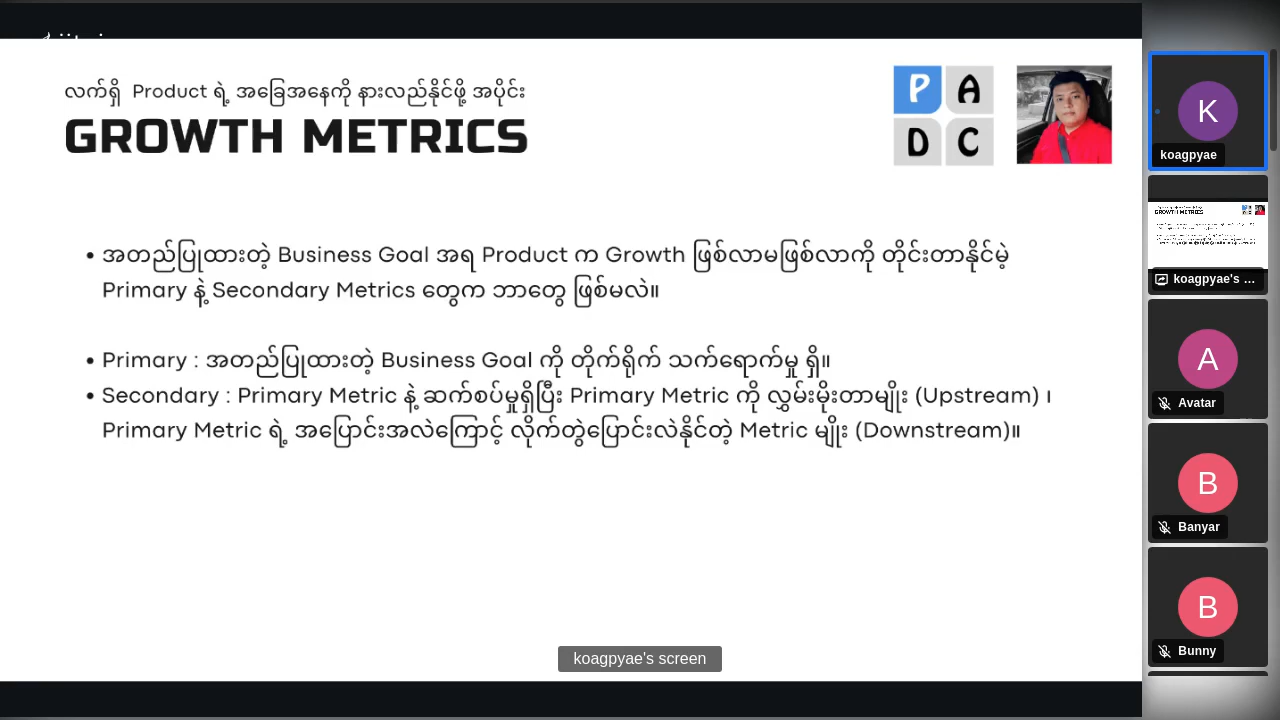 လက်ရှိ Product ရဲ့ အခြေအနေကို နားလည်နိုင်ဖို့ အပိုင်း
GROWTH METRICS
P A
D C
• အတည်ပြုထားတဲ့ Business Goal အရ Product က Growth ဖြစ်လာမဖြစ်လာကို တိုင်းတာနိုင်မဲ့
Primary နဲ့ Secondary Metrics တွေက ဘာတွေ ဖြစ်မလဲ။
• Primary : အတည်ပြုထားတဲ့ Business Goal ကို တိုက်ရိုက် သက်ရောက်မှု ရှိ။
• Secondary : Primary Metric နဲ့ ဆက်စပ်မှုရှိပြီး Primary Metric ကို လွှမ်းမိုးတာမျိုး (Upstream) ၊
Primary Metric ရဲ့ အပြောင်းအလဲကြောင့် လိုက်တွဲပြောင်းလဲနိုင်တဲ့ Metric မျိုး (Downstream)။
koagpyae's screen
K
koagpyae
GROWTH METRICS
koagpyae's ...
A
Avatar
B
Banyar
B
Bunny